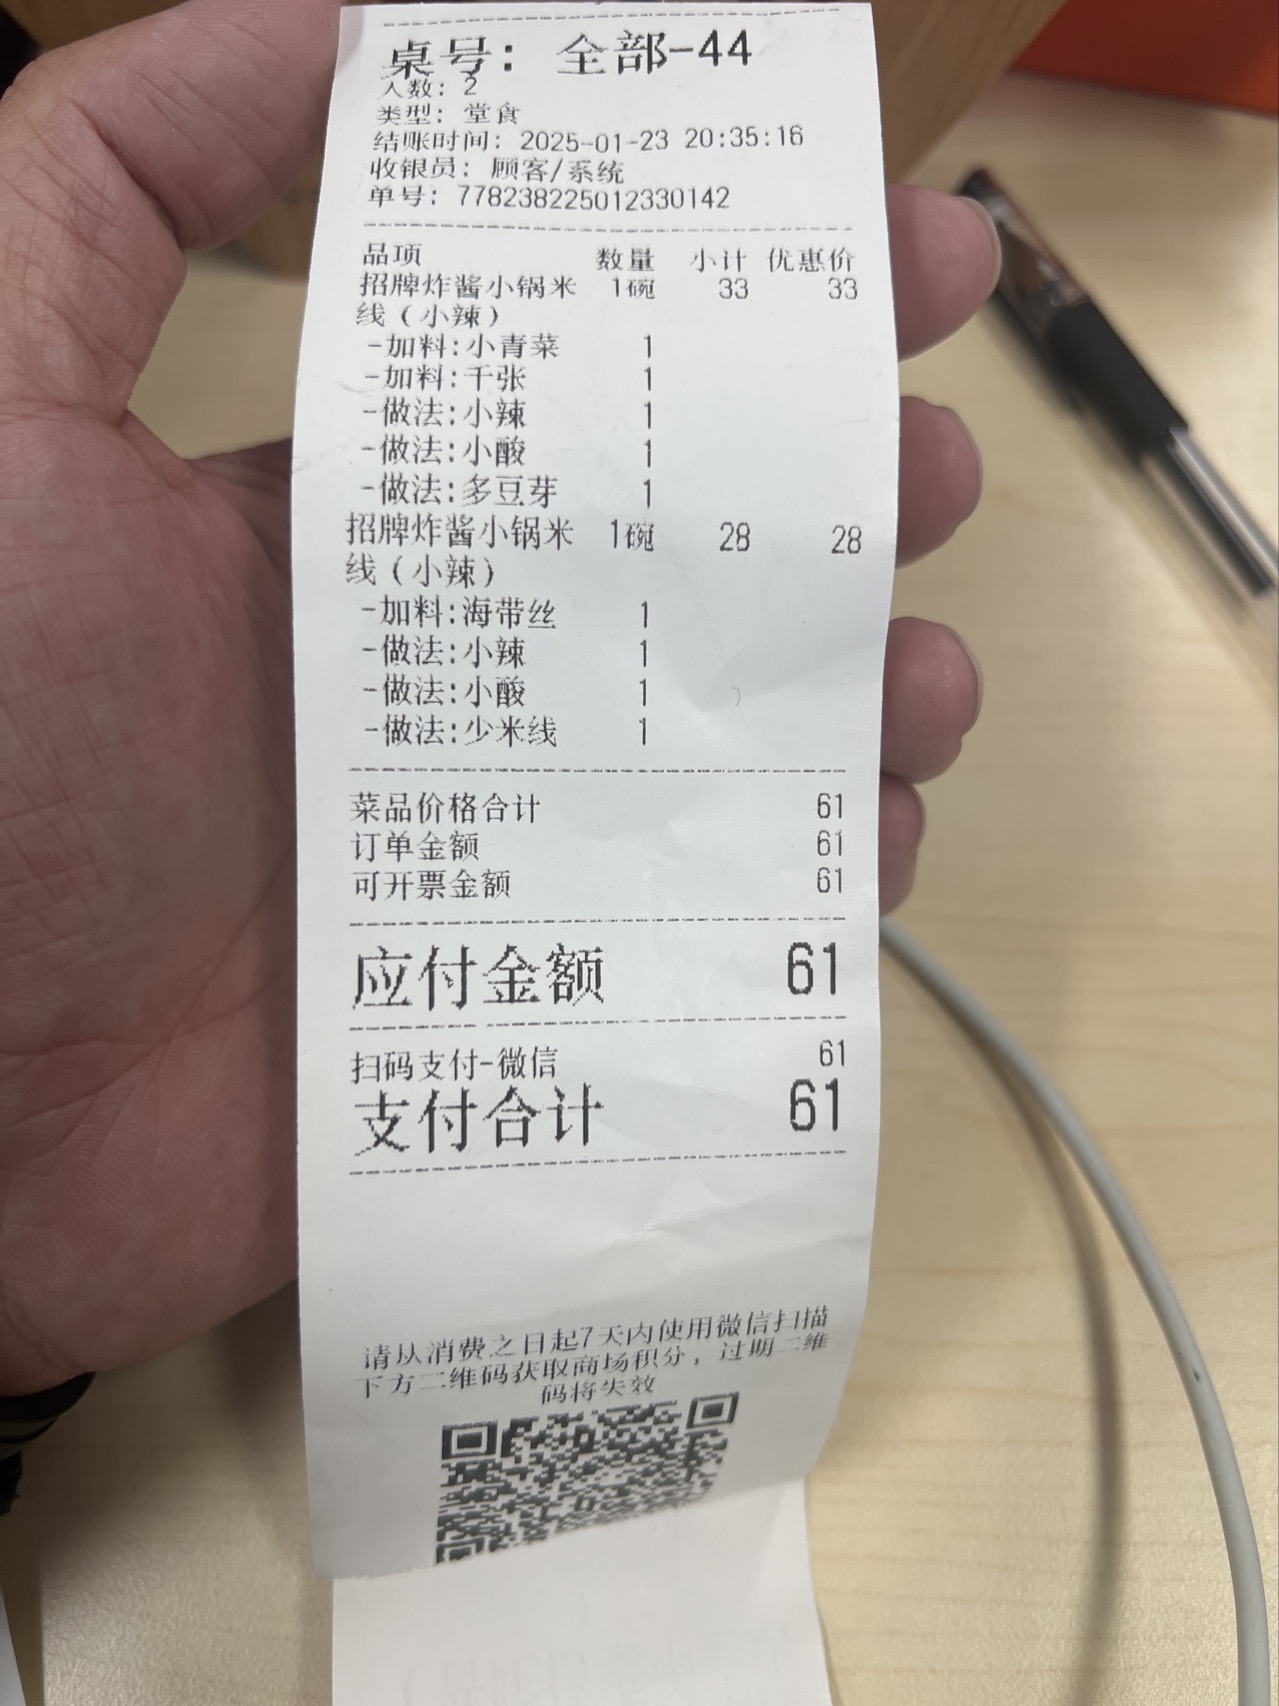 桌号: 全部-44
人数: 2
类型: 堂食
结账时间: 2025-01-23 20:35:16
收银员: 顾客/系统
单号: 778238225012330142
品项 数量 小计 优惠价
招牌炸酱小锅米 1碗 33 33
线(小辣)
-加料:小青菜 1
-加料:千张 1
-做法:小辣 1
-做法:小酸 1
-做法:多豆芽 1
招牌炸酱小锅米 1碗 28 28
线(小辣)
-加料:海带丝 1
-做法:小辣 1
-做法:小酸 1
-做法:少米线 1
菜品价格合计 61
订单金额 61
可开票金额 61
应付金额 61
扫码支付-微信 61
支付合计 61
请从消费之日起7天内使用微信扫描
下方二维码获取商场积分,过期二维
码将失效